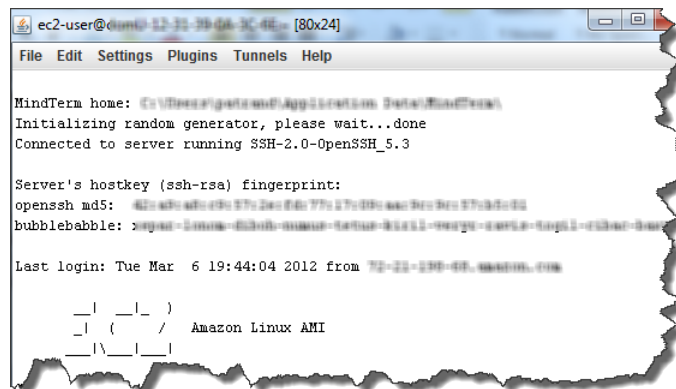 ec2-user@ [80x24]
File Edit Settings Plugins Tunnels Help
MindTerm home:
Initializing random generator, please wait...done
Connected to server running SSH-2.0-OpenSSH_5.3
Server's hostkey (ssh-rsa) fingerprint:
openssh md5:
bubblebabble:
Last login: Tue Mar 6 19:44:04 2012 from
__| __|_ )
_| ( / Amazon Linux AMI
___|\___|___|